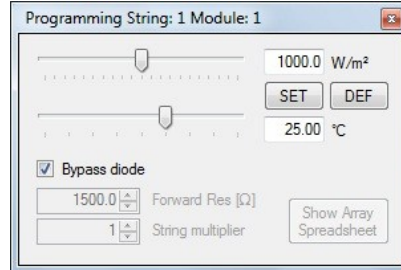 Programming String: 1 Module: 1
1000.0 W/m²
SET DEF
25.00 °C
Bypass diode
1500.0 Forward Res [Ω]
1 String multiplier
Show Array
Spreadsheet